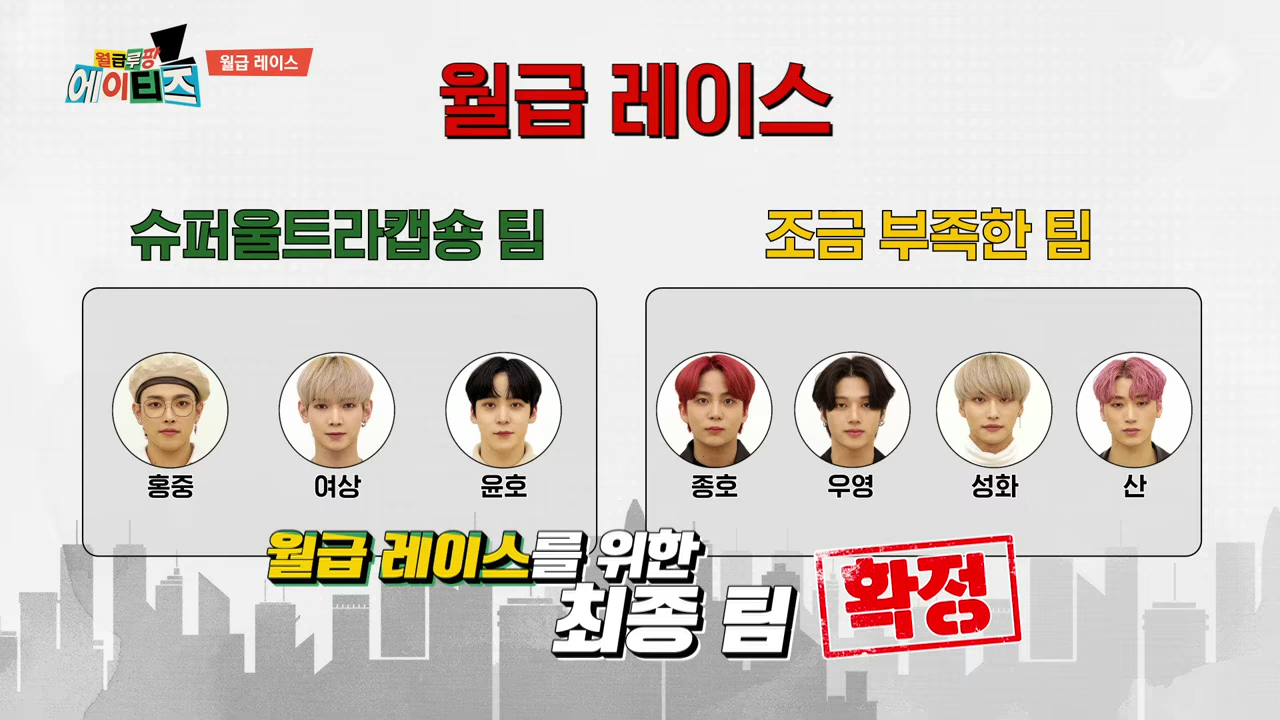 월급루팡
에이티즈
월급 레이스
월급 레이스
슈퍼울트라캡숑 팀
조금 부족한 팀
홍중
여상
윤호
종호
우영
성화
산
월급 레이스를 위한
최종 팀
확정